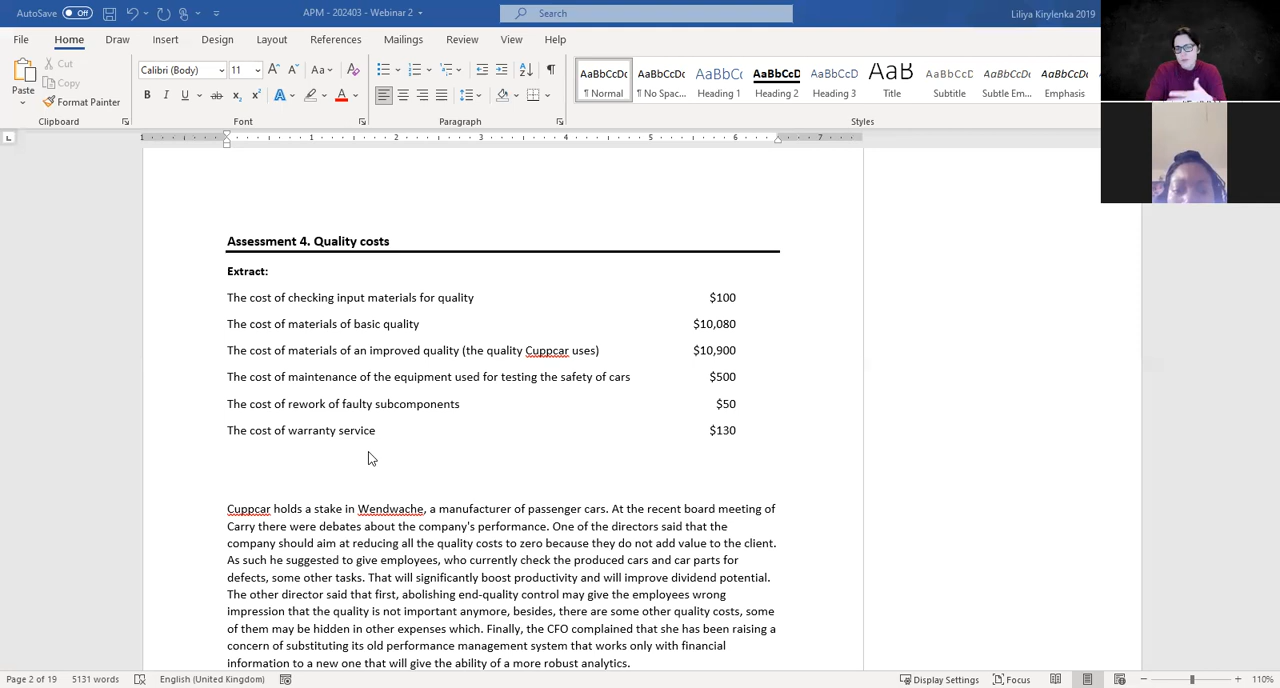 AutoSave Off APM - 202403 - Webinar 2 Search Liliya Kirylenka 2019
File Home Draw Insert Design Layout References Mailings Review View Help
Paste Cut Copy Format Painter
Calibri (Body) 11
AaBbCcDc AaBbCcDc AaBbCc AaBbCcD AaBbCcDc AaB AaBbCcD AaBbCcDc AaBbCcDc
¶ Normal ¶ No Spac... Heading 1 Heading 2 Heading 3 Title Subtitle Subtle Em... Emphasis
Clipboard Font Paragraph Styles
1 1 2 3 4 5 6 7
Assessment 4. Quality costs
Extract:
The cost of checking input materials for quality $100
The cost of materials of basic quality $10,080
The cost of materials of an improved quality (the quality Cuppcar uses) $10,900
The cost of maintenance of the equipment used for testing the safety of cars $500
The cost of rework of faulty subcomponents $50
The cost of warranty service $130
Cuppcar holds a stake in Wendwache, a manufacturer of passenger cars. At the recent board meeting of
Carry there were debates about the company's performance. One of the directors said that the
company should aim at reducing all the quality costs to zero because they do not add value to the client.
As such he suggested to give employees, who currently check the produced cars and car parts for
defects, some other tasks. That will significantly boost productivity and will improve dividend potential.
The other director said that first, abolishing end-quality control may give the employees wrong
impression that the quality is not important anymore, besides, there are some other quality costs, some
of them may be hidden in other expenses which. Finally, the CFO complained that she has been raising a
concern of substituting its old performance management system that works only with financial
information to a new one that will give the ability of a more robust analytics.
Page 2 of 19 5131 words English (United Kingdom) Display Settings Focus 110%